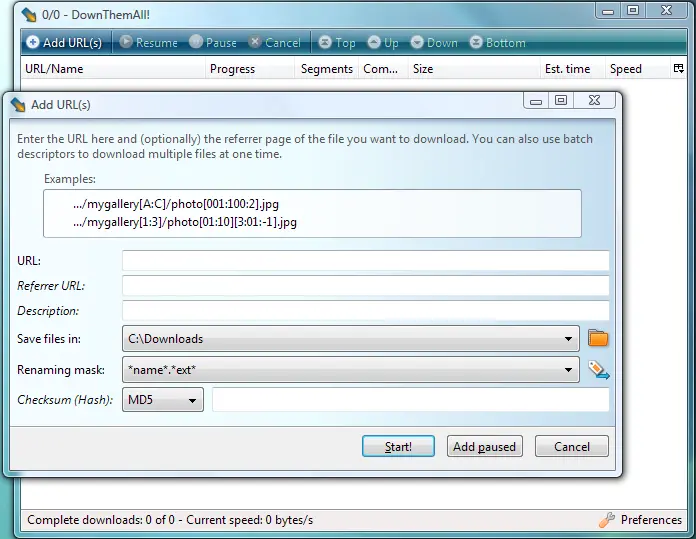 0/0 - DownThemAll!
Add URL(s) Resume Pause Cancel Top Up Down Bottom
URL/Name Progress Segments Com... Size Est. time Speed
Add URL(s)
Enter the URL here and (optionally) the referrer page of the file you want to download. You can also use batch
descriptors to download multiple files at one time.
Examples:
.../mygallery[A:C]/photo[001:100:2].jpg
.../mygallery[1:3]/photo[01:10][3:01:-1].jpg
URL:
Referrer URL:
Description:
Save files in: C:\Downloads
Renaming mask: *name*.*ext*
Checksum (Hash): MD5
Start! Add paused Cancel
Complete downloads: 0 of 0 - Current speed: 0 bytes/s Preferences